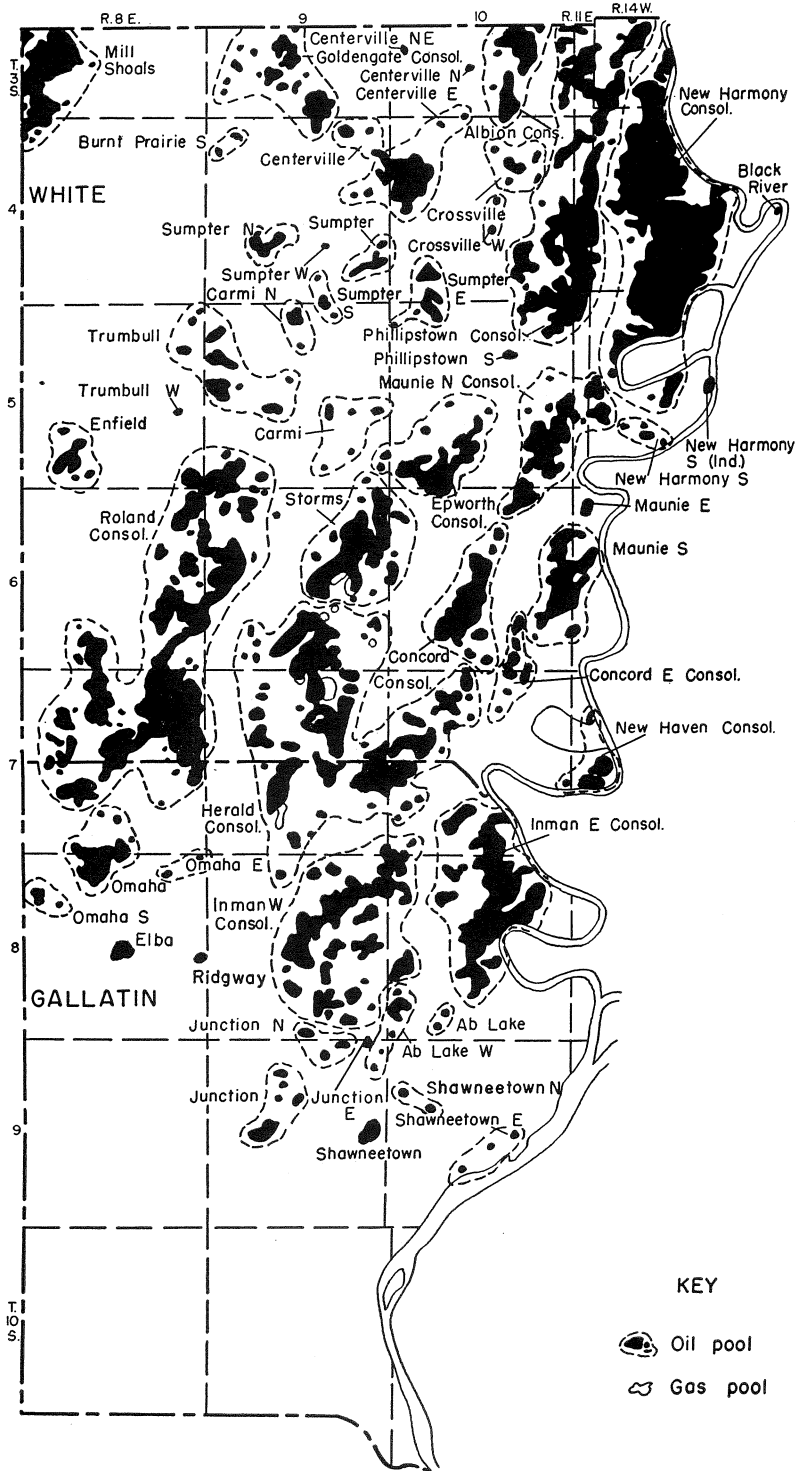 R. 8 E.
9
10
R. 11 E
R. 14 W.
T.
3
S.
Mill
Shoals
Centerville NE
Goldengate Consol.
Centerville N
Centerville E
New Harmony
Consol.
Burnt Prairie S
Centerville
Albion Cons.
WHITE
Black
River
4
Crossville
Sumpter N
Sumpter
Crossville W
Sumpter W
Sumpter
E
Carmi N
Sumpter
S
Trumbull
Phillipstown Consol.
Phillipstown S
Trumbull W
Maunie N Consol.
5
Enfield
Carmi
New Harmony
S (Ind.)
New Harmony S
Roland
Consol.
Storms
Epworth
Consol.
Maunie E
Maunie S
6
Concord
Consol.
Concord E Consol.
New Haven Consol.
7
Herald
Consol.
Inman E Consol.
Omaha E
Omaha
Inman W
Consol.
Omaha S
Elba
8
Ridgway
GALLATIN
Junction N
Ab Lake
Ab Lake W
Junction
Junction
E
Shawneetown N
Shawneetown E
9
Shawneetown
KEY
T.
10
S.
Oil pool
Gas pool